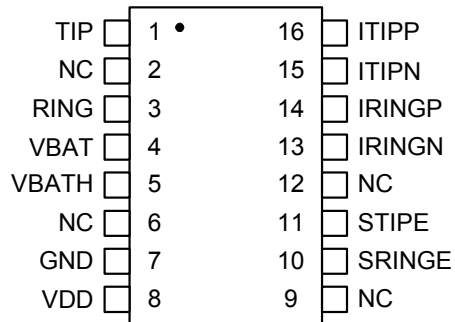 TIP 1 16 ITIPP
NC 2 15 ITIPN
RING 3 14 IRINGP
VBAT 4 13 IRINGN
VBATH 5 12 NC
NC 6 11 STIPE
GND 7 10 SRINGE
VDD 8 9 NC